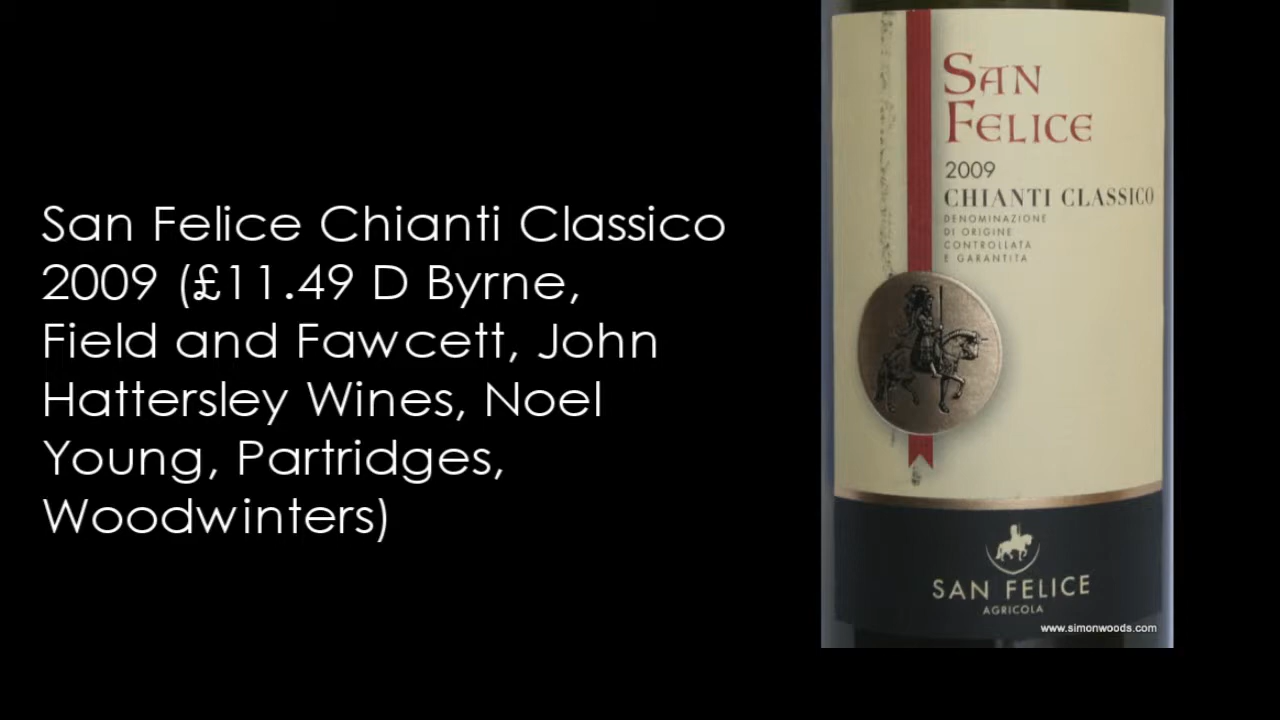 San Felice Chianti Classico
2009 (£11.49 D Byrne,
Field and Fawcett, John
Hattersley Wines, Noel
Young, Partridges,
Woodwinters)
SAN
FELICE
2009
CHIANTI CLASSICO
DENOMINAZIONE
DI ORIGINE
CONTROLLATA
E GARANTITA
SAN FELICE
AGRICOLA
www.simonwoods.com